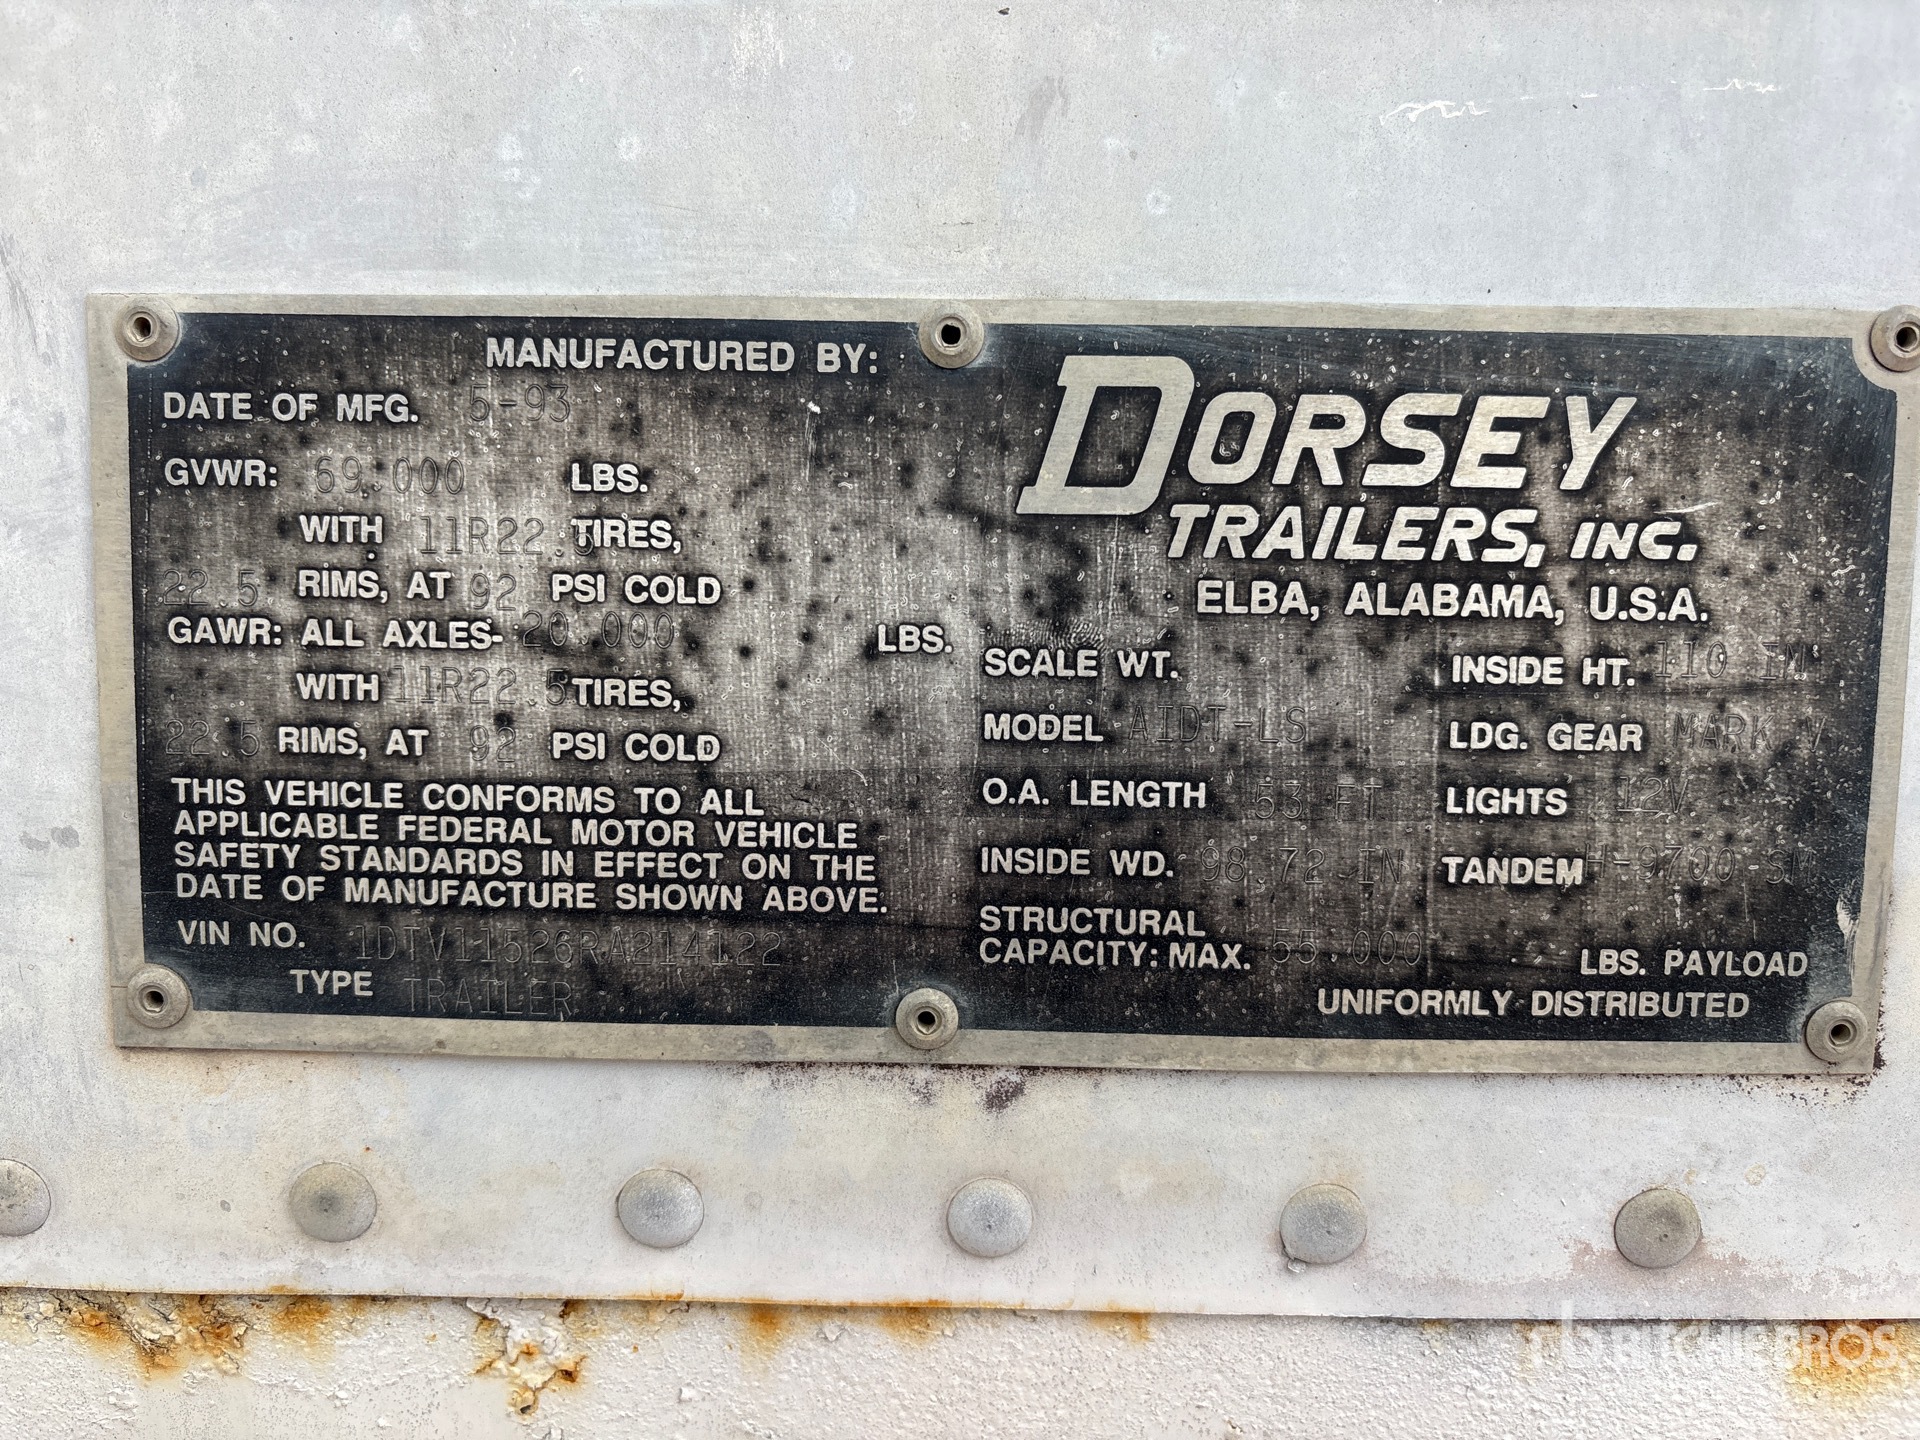 MANUFACTURED BY:
DORSEY
TRAILERS, INC.
ELBA, ALABAMA, U.S.A.
DATE OF MFG. 5-93
GVWR: 69.000 LBS.
WITH 11R22.5 TIRES,
22.5 RIMS, AT 92 PSI COLD
GAWR: ALL AXLES- 20.000 LBS.
WITH 11R22.5 TIRES,
22.5 RIMS, AT 92 PSI COLD
THIS VEHICLE CONFORMS TO ALL
APPLICABLE FEDERAL MOTOR VEHICLE
SAFETY STANDARDS IN EFFECT ON THE
DATE OF MANUFACTURE SHOWN ABOVE.
VIN NO. 1DTV11526RA214122
TYPE TRAILER
SCALE WT. INSIDE HT. 110 IN
MODEL AIDT-LS LDG. GEAR MARK V
O.A. LENGTH 53 FT LIGHTS 12V
INSIDE WD. 98.72 IN TANDEM H-9700-SM
STRUCTURAL
CAPACITY: MAX. 55.000 LBS. PAYLOAD
UNIFORMLY DISTRIBUTED
rb RITCHIE BROS.